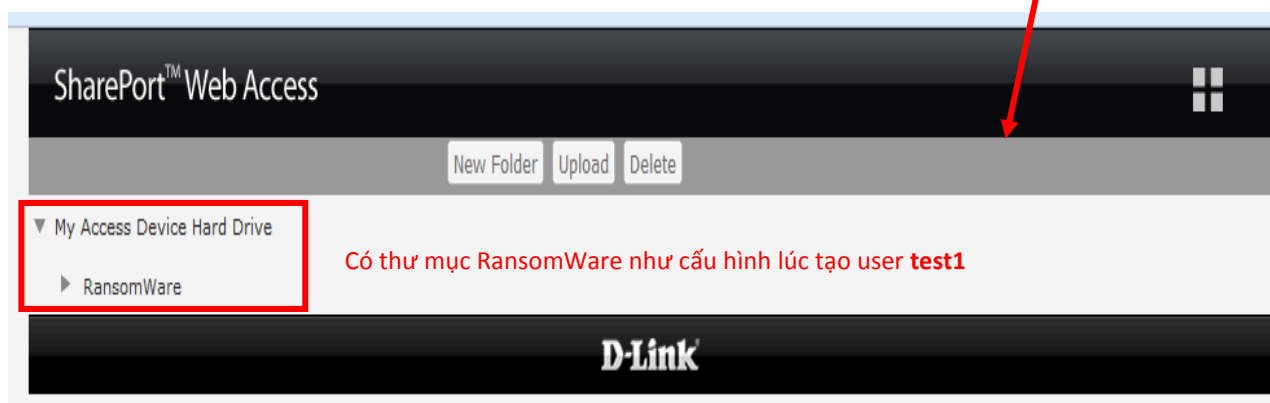 SharePort™ Web Access
New Folder Upload Delete
My Access Device Hard Drive
Có thư mục RansomWare như cấu hình lúc tạo user test1
RansomWare
D-Link